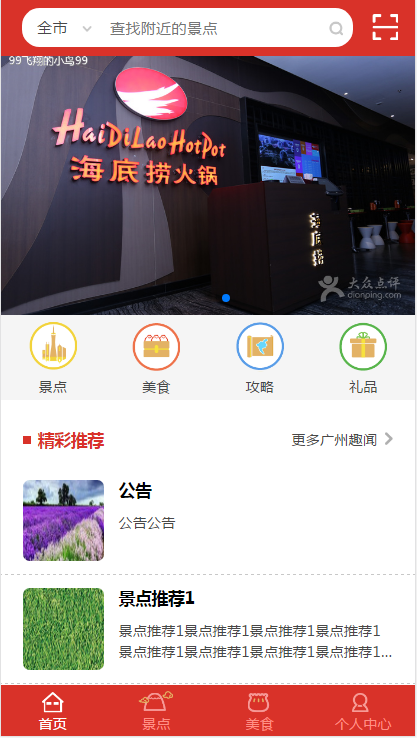 全市 查找附近的景点
99飞翔的小鸟99
HaiDiLao HotPot
海底捞火锅
海底捞
大众点评
dianping.com
景点 美食 攻略 礼品
精彩推荐 更多广州趣闻
公告
公告公告
景点推荐1
景点推荐1景点推荐1景点推荐1景点推荐1
景点推荐1景点推荐1景点推荐1景点推荐1...
首页 景点 美食 个人中心